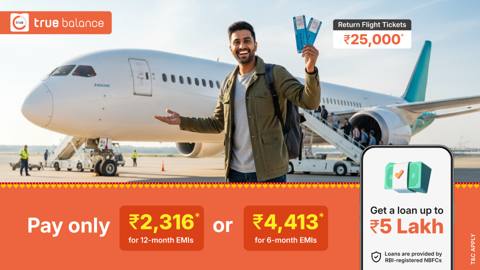 true balance
Return Flight Tickets
₹25,000*
Pay only
₹2,316*
for 12-month EMIs
or
₹4,413*
for 6-month EMIs
Get a loan up to
₹5 Lakh
Loans are provided by
RBI-registered NBFCs
T&C APPLY